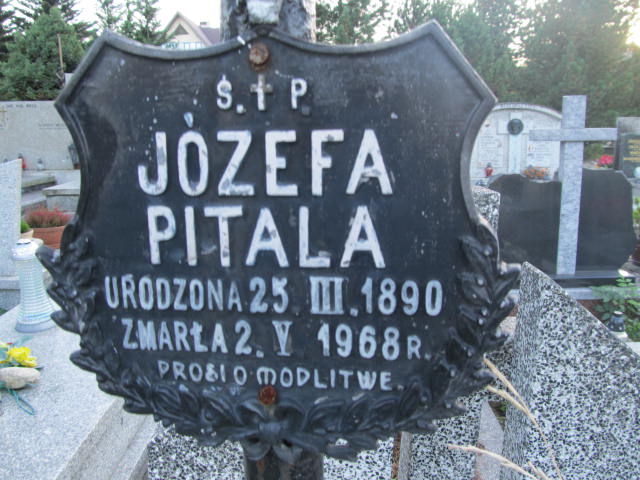 Ś.†P.
JÓZEFA
PITALA
URODZONA 25 III. 1890
ZMARŁA 2. V 1968 R.
PROSI O MODLITWE.